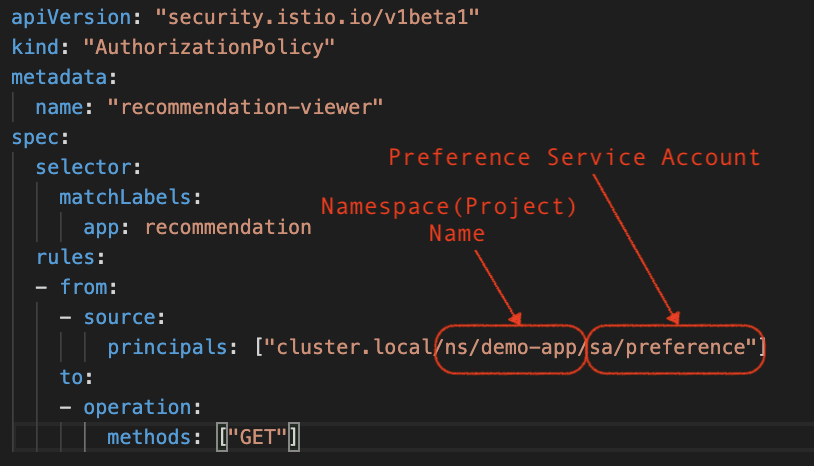 apiVersion: "security.istio.io/v1beta1"
kind: "AuthorizationPolicy"
metadata:
  name: "recommendation-viewer"
spec:
  selector:
    matchLabels:
      app: recommendation
  rules:
  - from:
    - source:
        principals: ["cluster.local/ns/demo-app/sa/preference"]
    to:
    - operation:
        methods: ["GET"]
Preference Service Account
Namespace(Project)
Name